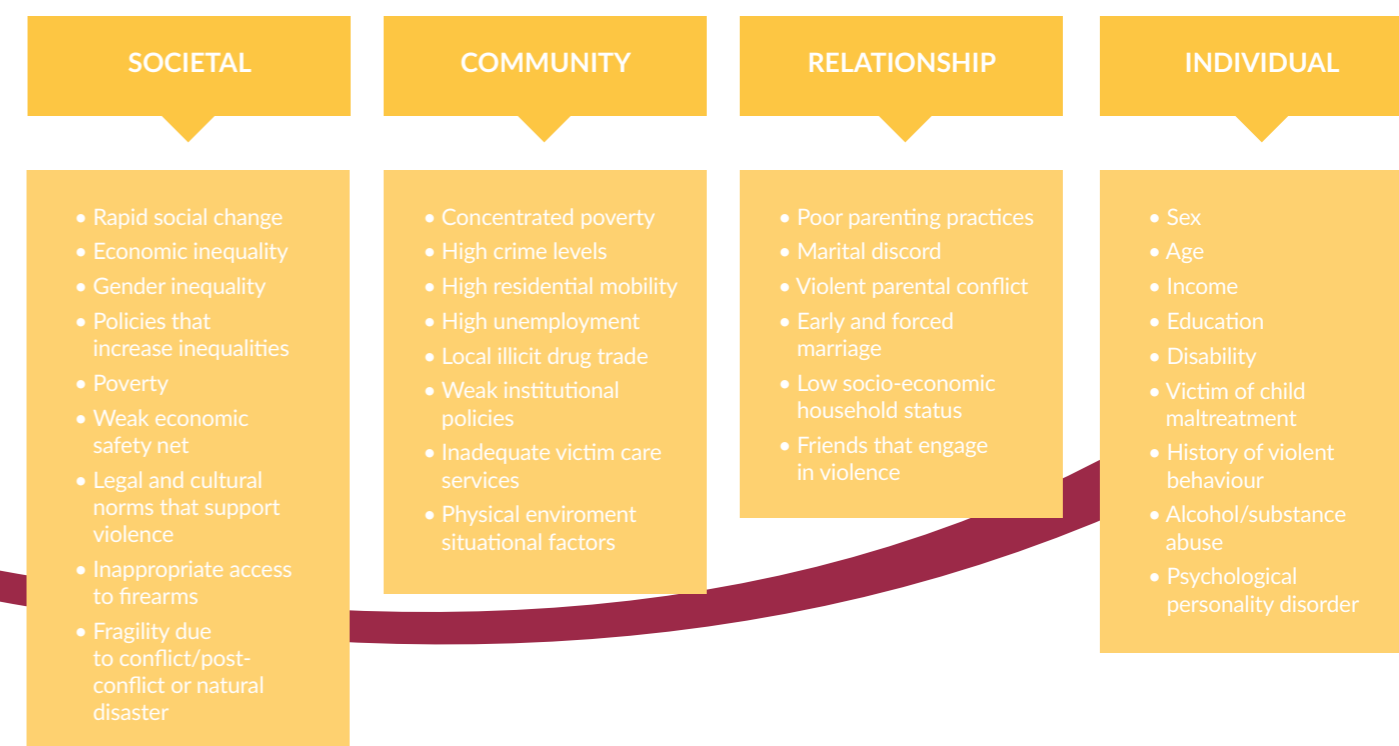 SOCIETAL
• Rapid social change
• Economic inequality
• Gender inequality
• Policies that
increase inequalities
• Poverty
• Weak economic
safety net
• Legal and cultural
norms that support
violence
• Inappropriate access
to firearms
• Fragility due
to conflict/post-
conflict or natural
disaster
COMMUNITY
• Concentrated poverty
• High crime levels
• High residential mobility
• High unemployment
• Local illicit drug trade
• Weak institutional
policies
• Inadequate victim care
services
• Physical enviroment
situational factors
RELATIONSHIP
• Poor parenting practices
• Marital discord
• Violent parental conflict
• Early and forced
marriage
• Low socio-economic
household status
• Friends that engage
in violence
INDIVIDUAL
• Sex
• Age
• Income
• Education
• Disability
• Victim of child
maltreatment
• History of violent
behaviour
• Alcohol/substance
abuse
• Psychological
personality disorder